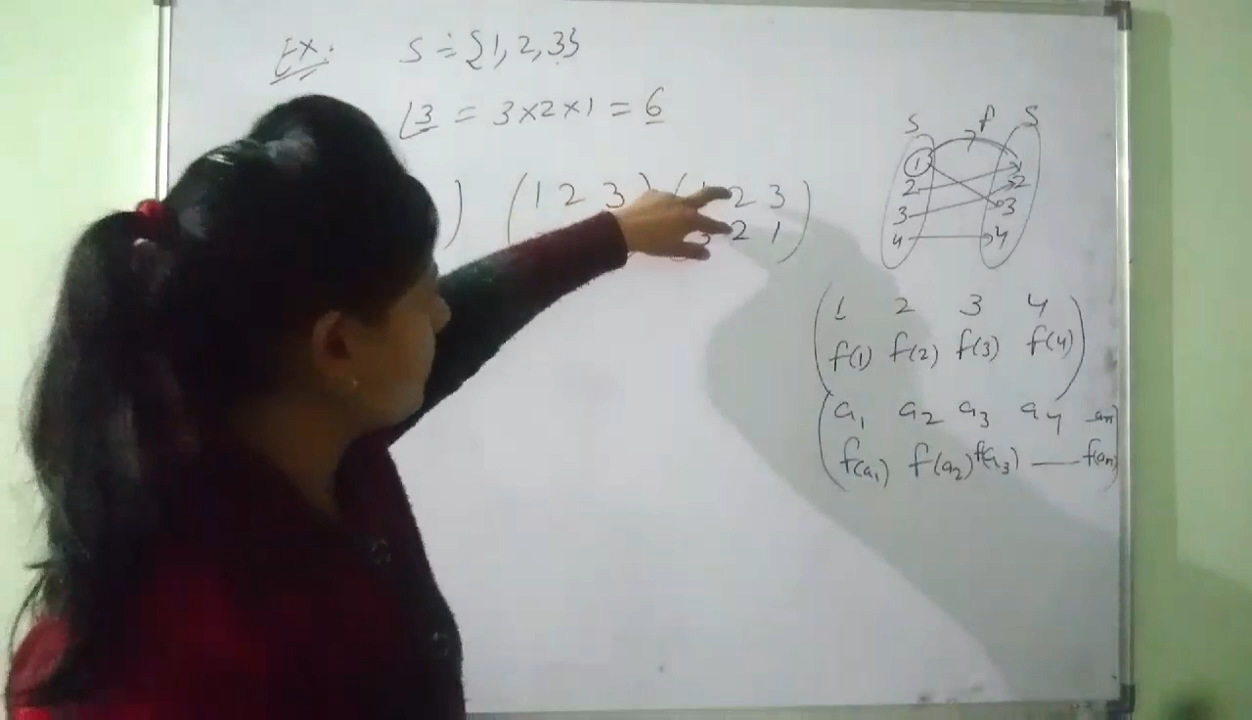 Ex: S = {1, 2, 3}
⌊3 = 3×2×1 = 6
) (1 2 3) ( 2 3
3 2 1)
S f S
1 1
2 2
3 3
4 4
(1 2 3 4
f(1) f(2) f(3) f(4))
(a₁ a₂ a₃ a₄ — aₙ
f(a₁) f(a₂) f(a₃) —— f(aₙ))